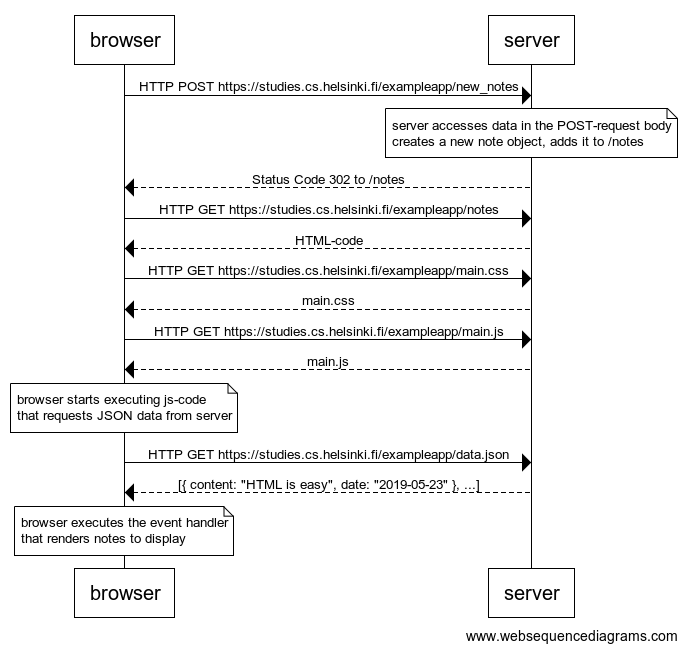 browser
server
HTTP POST https://studies.cs.helsinki.fi/exampleapp/new_notes
server accesses data in the POST-request body
creates a new note object, adds it to /notes
Status Code 302 to /notes
HTTP GET https://studies.cs.helsinki.fi/exampleapp/notes
HTML-code
HTTP GET https://studies.cs.helsinki.fi/exampleapp/main.css
main.css
HTTP GET https://studies.cs.helsinki.fi/exampleapp/main.js
main.js
browser starts executing js-code
that requests JSON data from server
HTTP GET https://studies.cs.helsinki.fi/exampleapp/data.json
[{ content: "HTML is easy", date: "2019-05-23" }, ...]
browser executes the event handler
that renders notes to display
browser
server
www.websequencediagrams.com